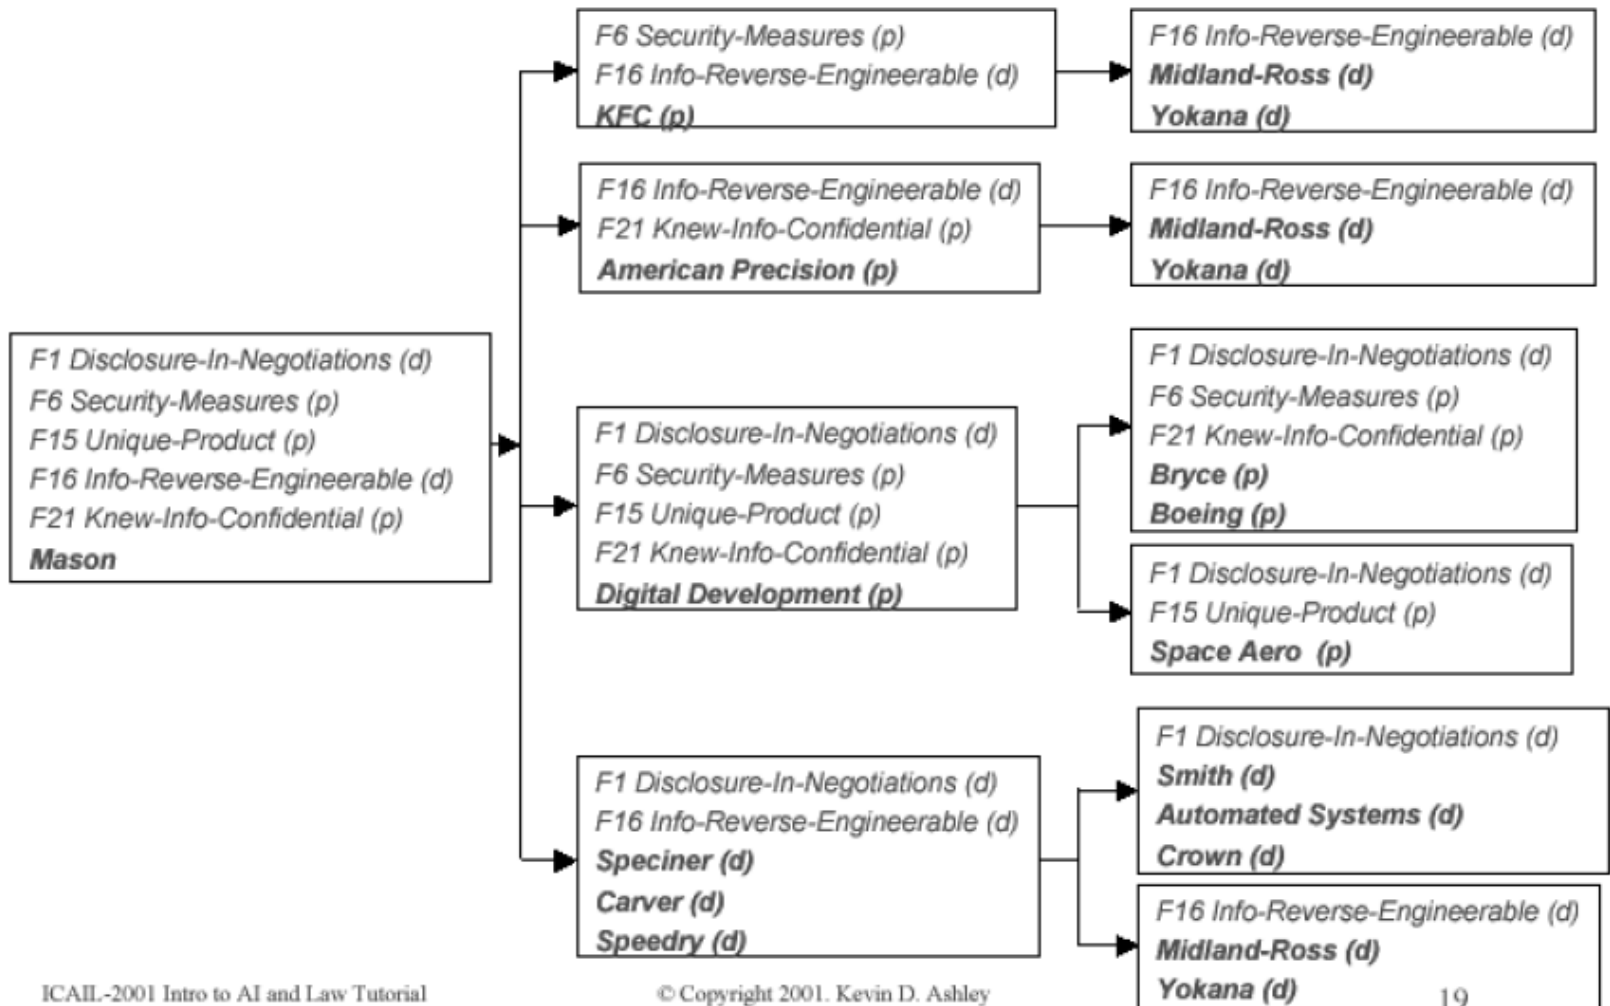 F1 Disclosure-In-Negotiations (d)
F6 Security-Measures (p)
F15 Unique-Product (p)
F16 Info-Reverse-Engineerable (d)
F21 Knew-Info-Confidential (p)
Mason
F6 Security-Measures (p)
F16 Info-Reverse-Engineerable (d)
KFC (p)
F16 Info-Reverse-Engineerable (d)
Midland-Ross (d)
Yokana (d)
F16 Info-Reverse-Engineerable (d)
F21 Knew-Info-Confidential (p)
American Precision (p)
F16 Info-Reverse-Engineerable (d)
Midland-Ross (d)
Yokana (d)
F1 Disclosure-In-Negotiations (d)
F6 Security-Measures (p)
F15 Unique-Product (p)
F21 Knew-Info-Confidential (p)
Digital Development (p)
F1 Disclosure-In-Negotiations (d)
F6 Security-Measures (p)
F21 Knew-Info-Confidential (p)
Bryce (p)
Boeing (p)
F1 Disclosure-In-Negotiations (d)
F15 Unique-Product (p)
Space Aero (p)
F1 Disclosure-In-Negotiations (d)
F16 Info-Reverse-Engineerable (d)
Speciner (d)
Carver (d)
Speedry (d)
F1 Disclosure-In-Negotiations (d)
Smith (d)
Automated Systems (d)
Crown (d)
F16 Info-Reverse-Engineerable (d)
Midland-Ross (d)
Yokana (d)
ICAIL-2001 Intro to AI and Law Tutorial
© Copyright 2001. Kevin D. Ashley
19